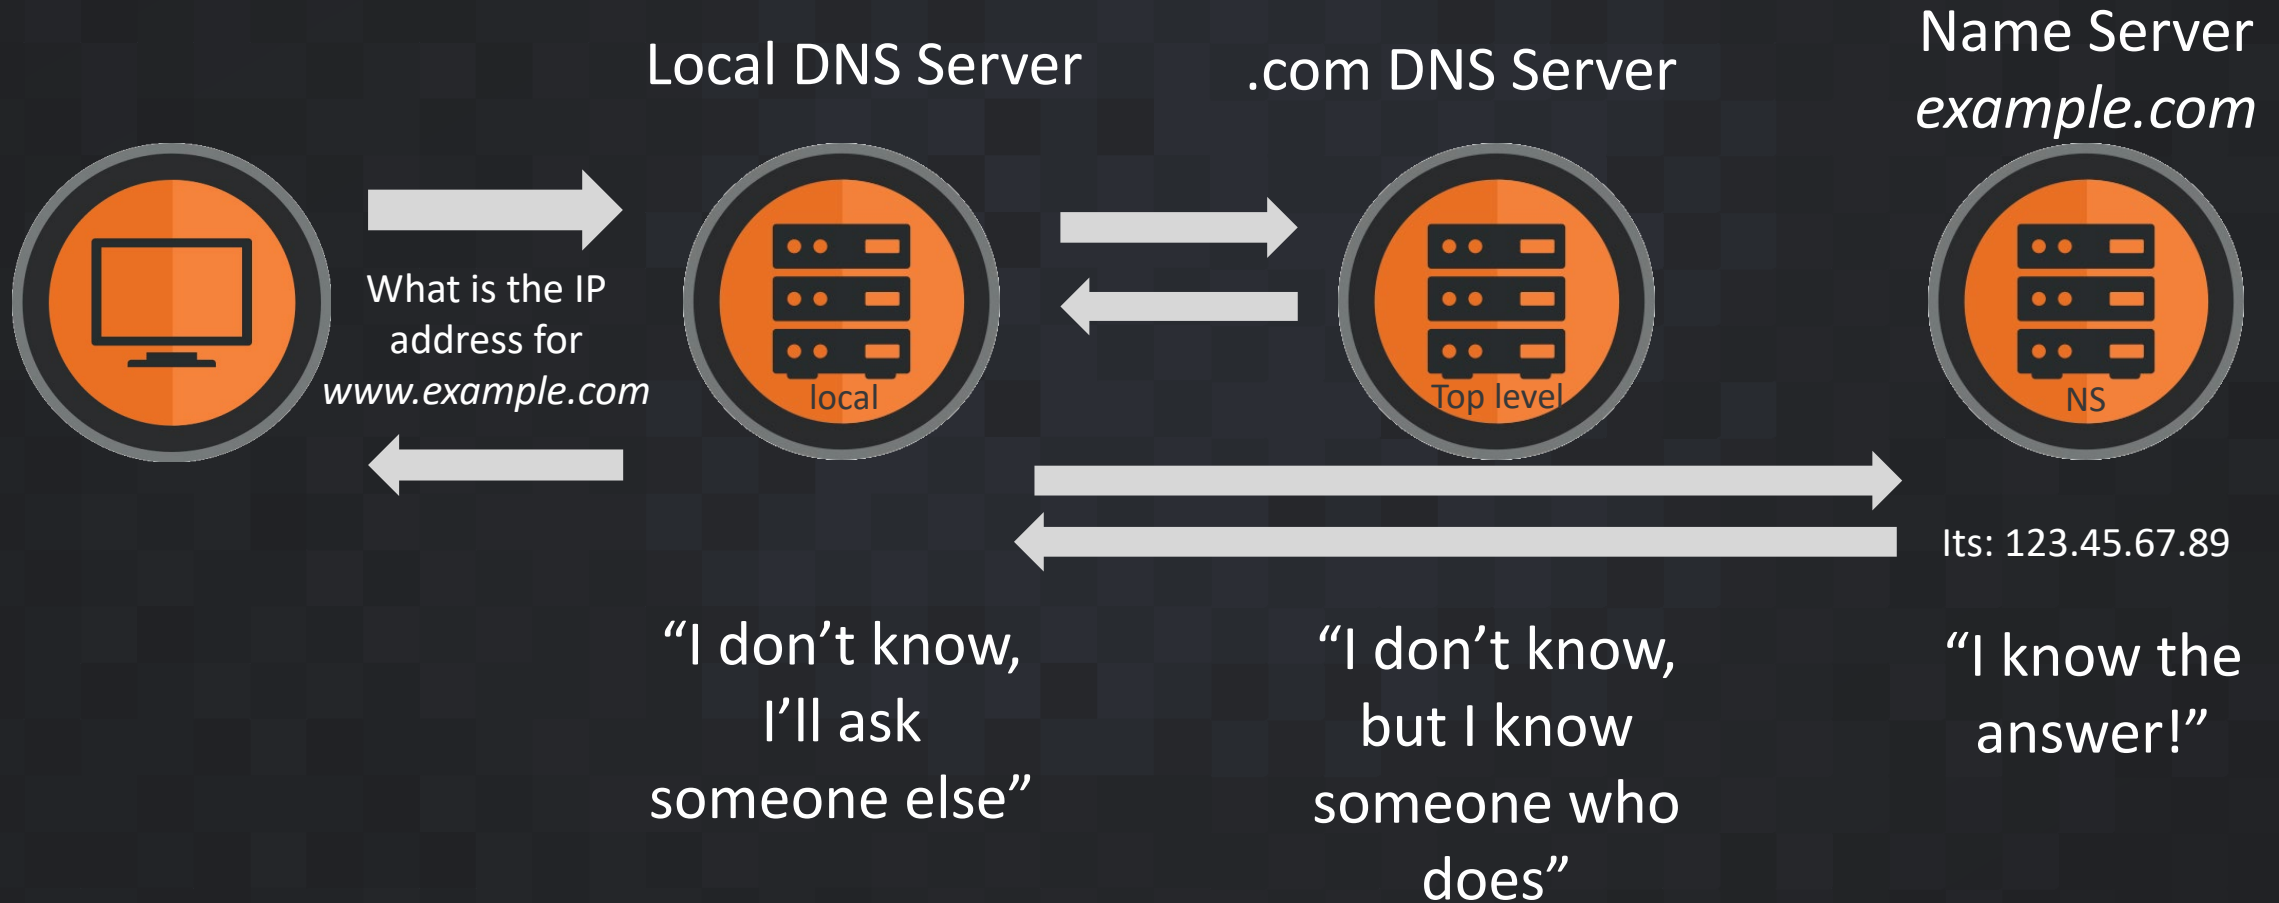 Local DNS Server
.com DNS Server
Name Server
example.com
What is the IP
address for
www.example.com
local
Top level
NS
Its: 123.45.67.89
“I don’t know,
I’ll ask
someone else”
“I don’t know,
but I know
someone who
does”
“I know the
answer!”